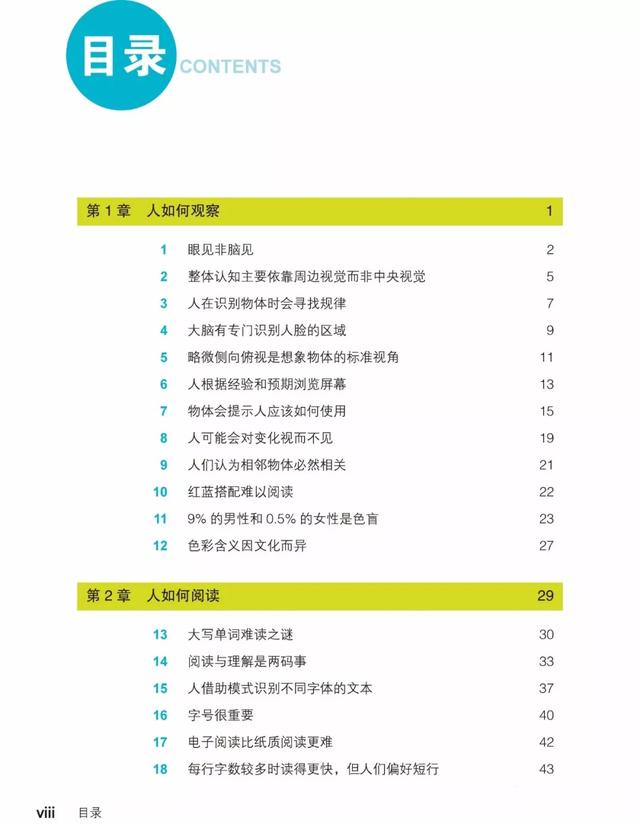 目录 CONTENTS
第 1 章 人如何观察 1
1 眼见非脑见 2
2 整体认知主要依靠周边视觉而非中央视觉 5
3 人在识别物体时会寻找规律 7
4 大脑有专门识别人脸的区域 9
5 略微侧向俯视是想象物体的标准视角 11
6 人根据经验和预期浏览屏幕 13
7 物体会提示人应该如何使用 15
8 人可能会对变化视而不见 19
9 人们认为相邻物体必然相关 21
10 红蓝搭配难以阅读 22
11 9% 的男性和 0.5% 的女性是色盲 23
12 色彩含义因文化而异 27
第 2 章 人如何阅读 29
13 大写单词难读之谜 30
14 阅读与理解是两码事 33
15 人借助模式识别不同字体的文本 37
16 字号很重要 40
17 电子阅读比纸质阅读更难 42
18 每行字数较多时读得更快，但人们偏好短行 43
viii 目录